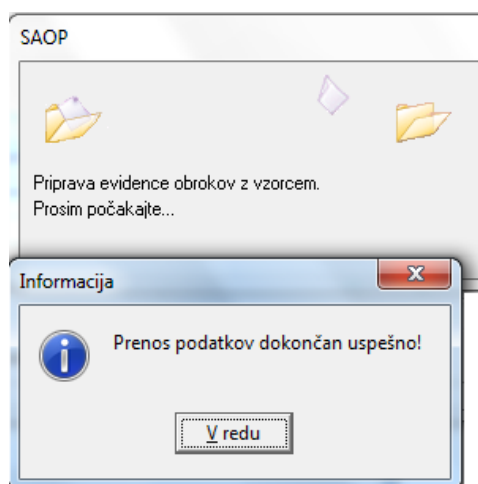 SAOP
Priprava evidence obrokov z vzorcem.
Prosim počakajte...
Informacija
Prenos podatkov dokončan uspešno!
V redu